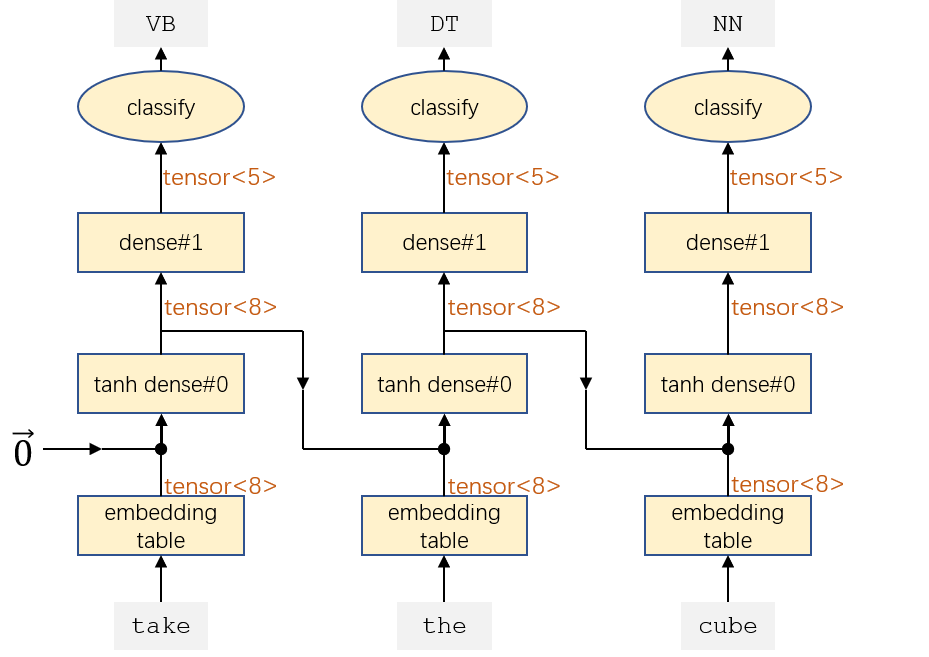 VB DT NN
classify classify classify
tensor<5> tensor<5> tensor<5>
dense#1 dense#1 dense#1
tensor<8> tensor<8> tensor<8>
tanh dense#0 tanh dense#0 tanh dense#0
0
tensor<8> tensor<8> tensor<8>
embedding embedding embedding
table table table
take the cube